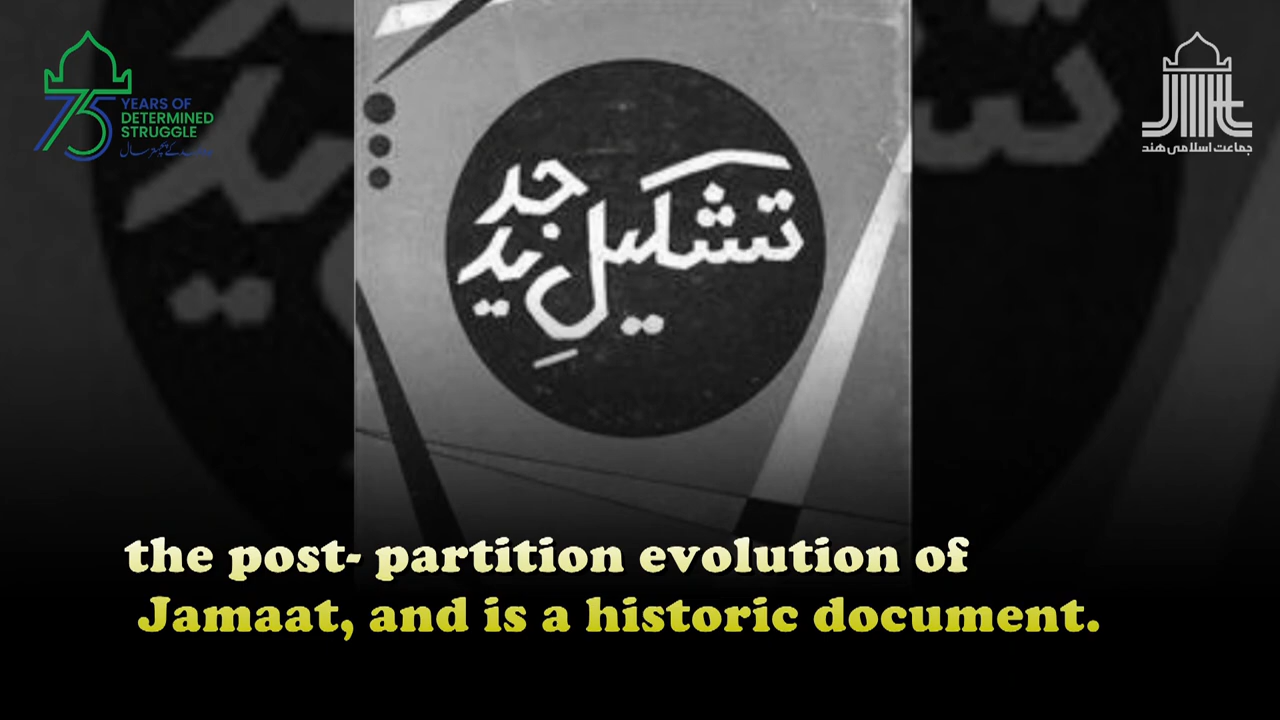 75
YEARS OF
DETERMINED
STRUGGLE
جماعت اسلامی هند
تشکیلِ جدید
the post- partition evolution of
Jamaat, and is a historic document.